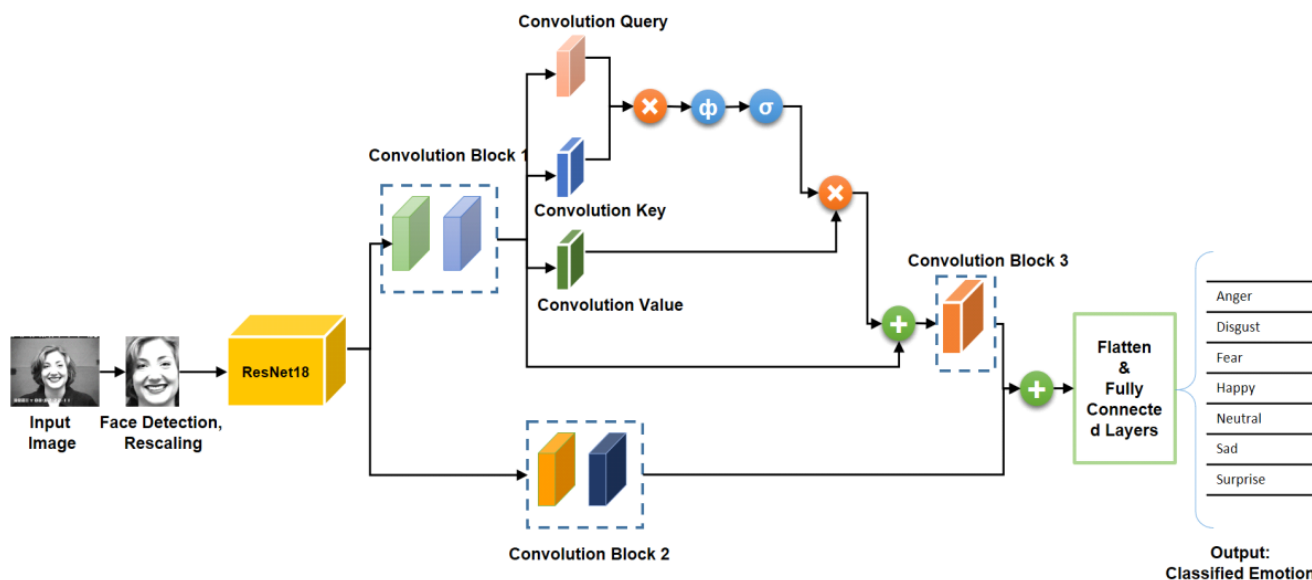 Convolution Query
ф
σ
Convolution Block 1
Convolution Key
Convolution Value
Convolution Block 3
ResNet18
Input
Image
Face Detection,
Rescaling
Convolution Block 2
Flatten
&
Fully
Connecte
d Layers
Anger
Disgust
Fear
Happy
Neutral
Sad
Surprise
Output:
Classified Emotion